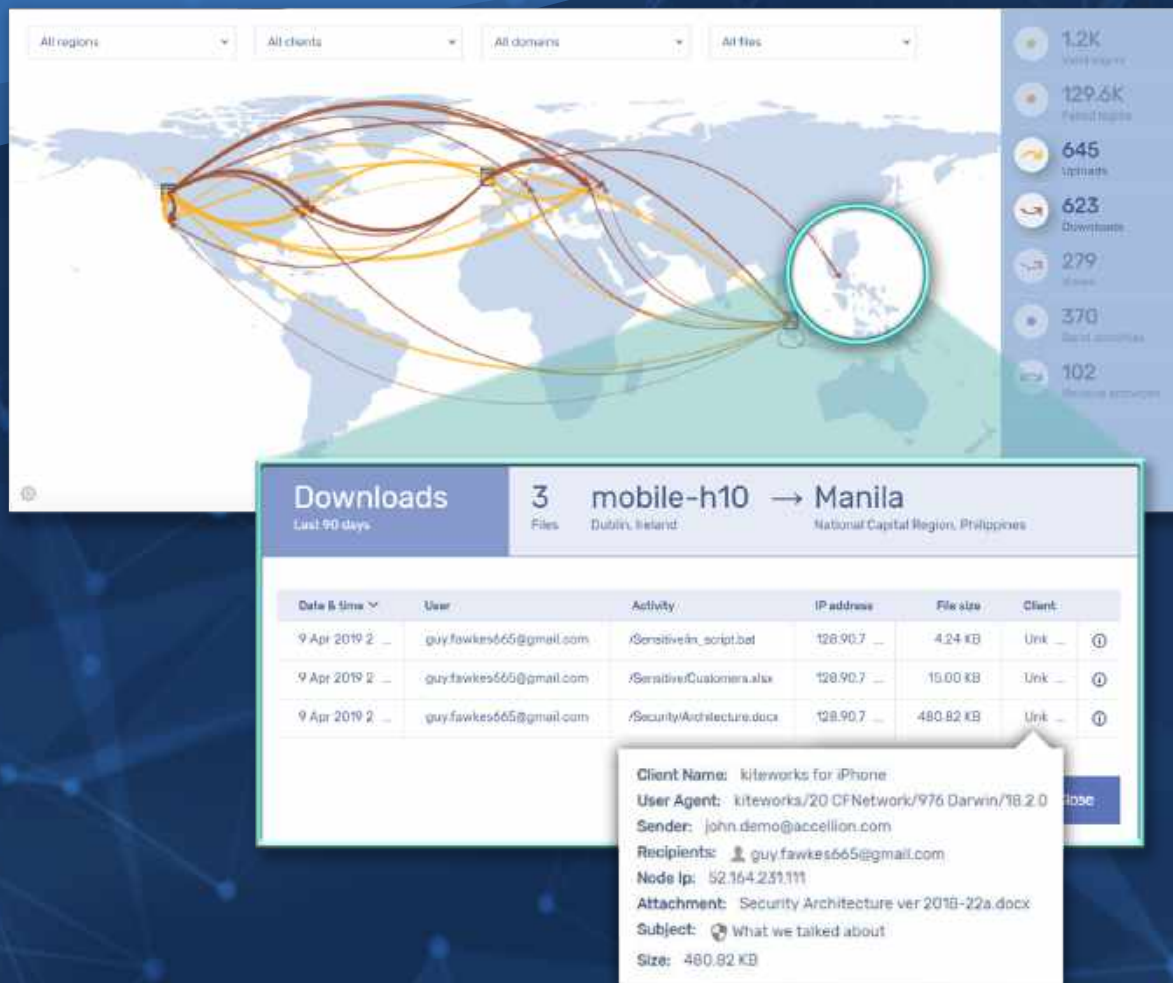 All regions
All clients
All domains
All files
1.2K
129.6K
645
Uploads
623
Downloads
279
370
102
Downloads
Last 90 days
3
Files
mobile-h10 → Manila
Dublin, Ireland
National Capital Region, Philippines
Date & time User Activity IP address File size Client
9 Apr 2019 2 ... guy.fawkes665@gmail.com /Sensitive/in_script.bat 128.90.7 ... 4.24 KB Unk ...
9 Apr 2019 2 ... guy.fawkes665@gmail.com /Sensitive/Customers.xlsx 128.90.7 ... 15.00 KB Unk ...
9 Apr 2019 2 ... guy.fawkes665@gmail.com /Security/Architecture.docx 128.90.7 ... 480.82 KB Unk ...
Client Name: kiteworks for iPhone
User Agent: kiteworks/20 CFNetwork/976 Darwin/18.2.0
Sender: john.demo@accellion.com
Recipients: guy.fawkes665@gmail.com
Node Ip: 52.164.231.111
Attachment: Security Architecture ver 2018-22a.docx
Subject: What we talked about
Size: 480.82 KB